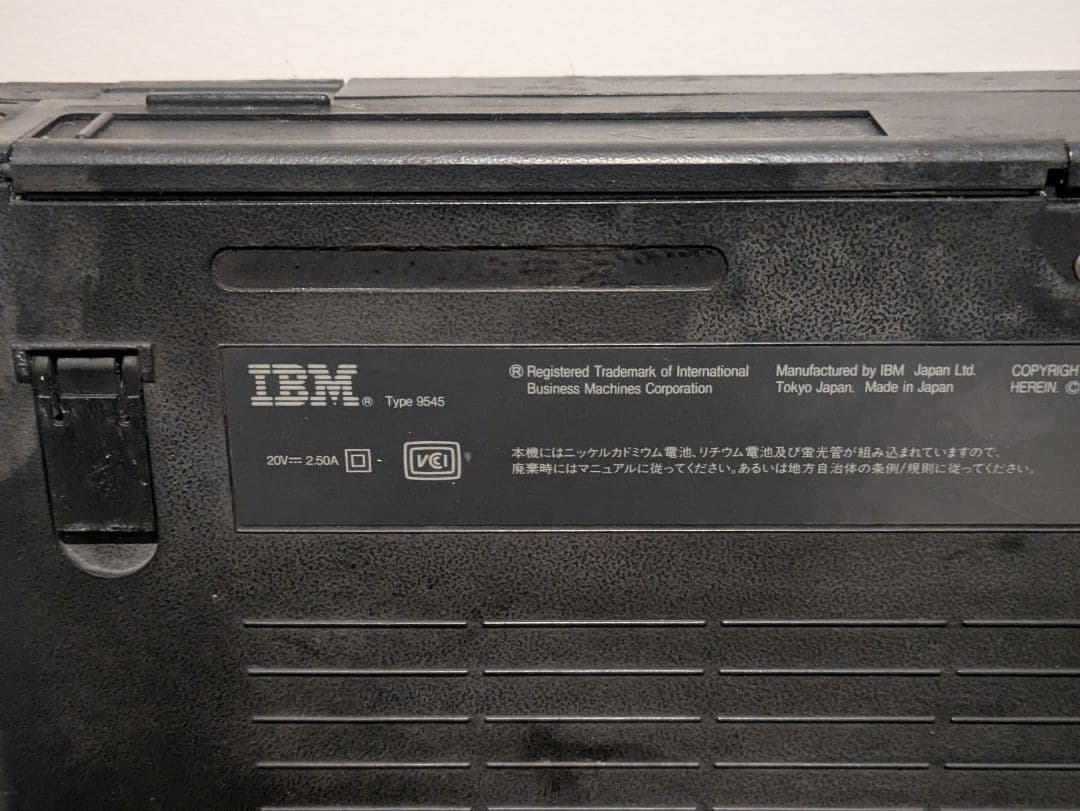 IBM® Type 9545
® Registered Trademark of International
Business Machines Corporation
Manufactured by IBM Japan Ltd.
Tokyo Japan. Made in Japan
COPYRIGHT
HEREIN. ©
20V⎓ 2.50A
VCI
本機にはニッケルカドミウム電池、リチウム電池及び蛍光管が組み込まれていますので、
廃棄時にはマニュアルに従ってください。あるいは地方自治体の条例/規則に従ってください。